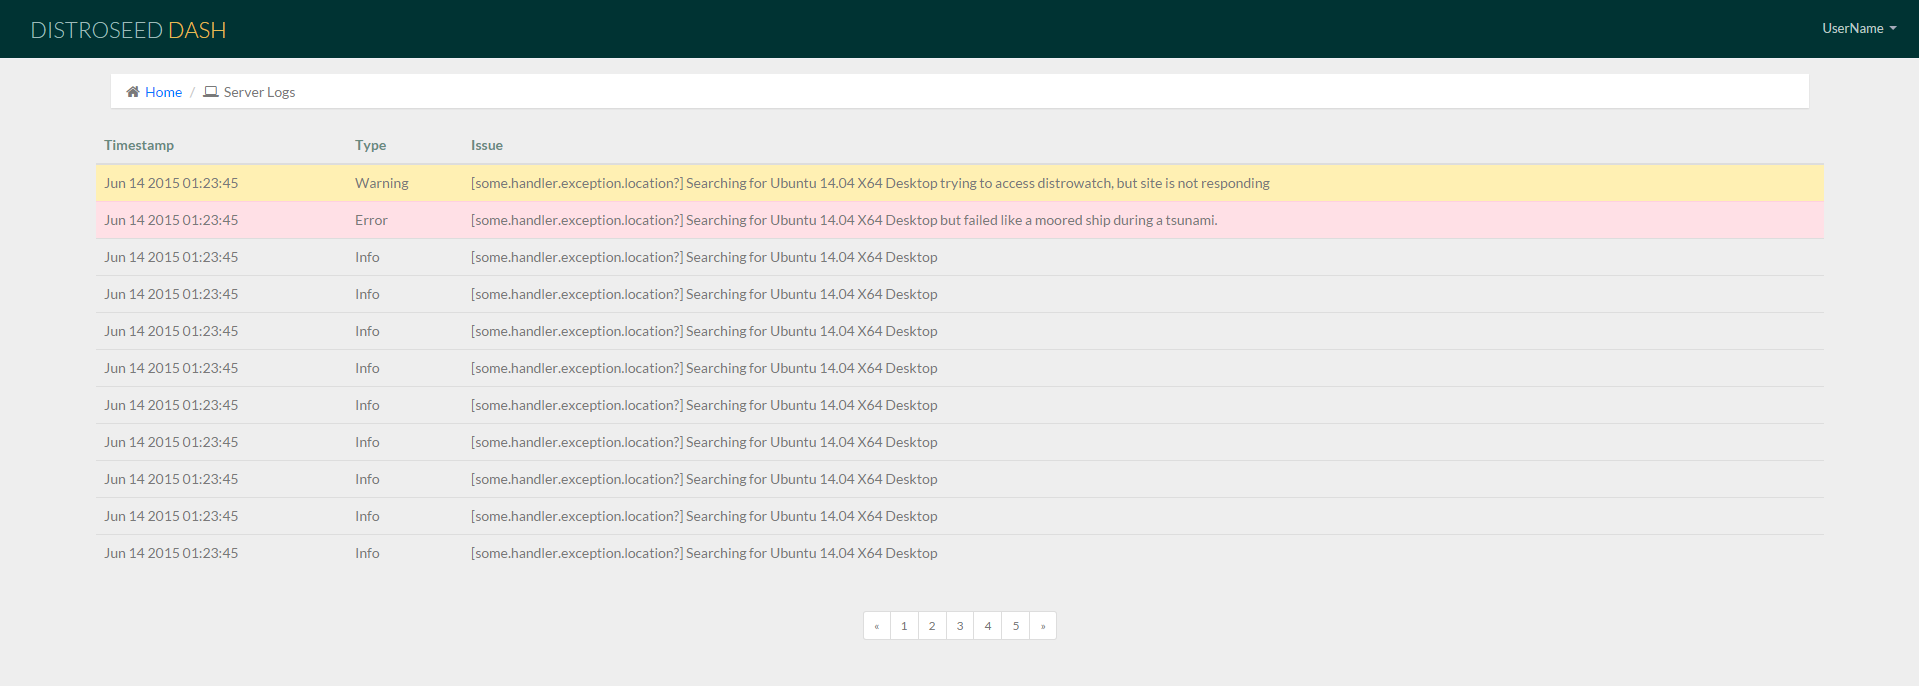 DISTROSEED DASH
UserName
Home / Server Logs
Timestamp Type Issue
Jun 14 2015 01:23:45 Warning [some.handler.exception.location?] Searching for Ubuntu 14.04 X64 Desktop trying to access distrowatch, but site is not responding
Jun 14 2015 01:23:45 Error [some.handler.exception.location?] Searching for Ubuntu 14.04 X64 Desktop but failed like a moored ship during a tsunami.
Jun 14 2015 01:23:45 Info [some.handler.exception.location?] Searching for Ubuntu 14.04 X64 Desktop
Jun 14 2015 01:23:45 Info [some.handler.exception.location?] Searching for Ubuntu 14.04 X64 Desktop
Jun 14 2015 01:23:45 Info [some.handler.exception.location?] Searching for Ubuntu 14.04 X64 Desktop
Jun 14 2015 01:23:45 Info [some.handler.exception.location?] Searching for Ubuntu 14.04 X64 Desktop
Jun 14 2015 01:23:45 Info [some.handler.exception.location?] Searching for Ubuntu 14.04 X64 Desktop
Jun 14 2015 01:23:45 Info [some.handler.exception.location?] Searching for Ubuntu 14.04 X64 Desktop
Jun 14 2015 01:23:45 Info [some.handler.exception.location?] Searching for Ubuntu 14.04 X64 Desktop
Jun 14 2015 01:23:45 Info [some.handler.exception.location?] Searching for Ubuntu 14.04 X64 Desktop
Jun 14 2015 01:23:45 Info [some.handler.exception.location?] Searching for Ubuntu 14.04 X64 Desktop
« 1 2 3 4 5 »